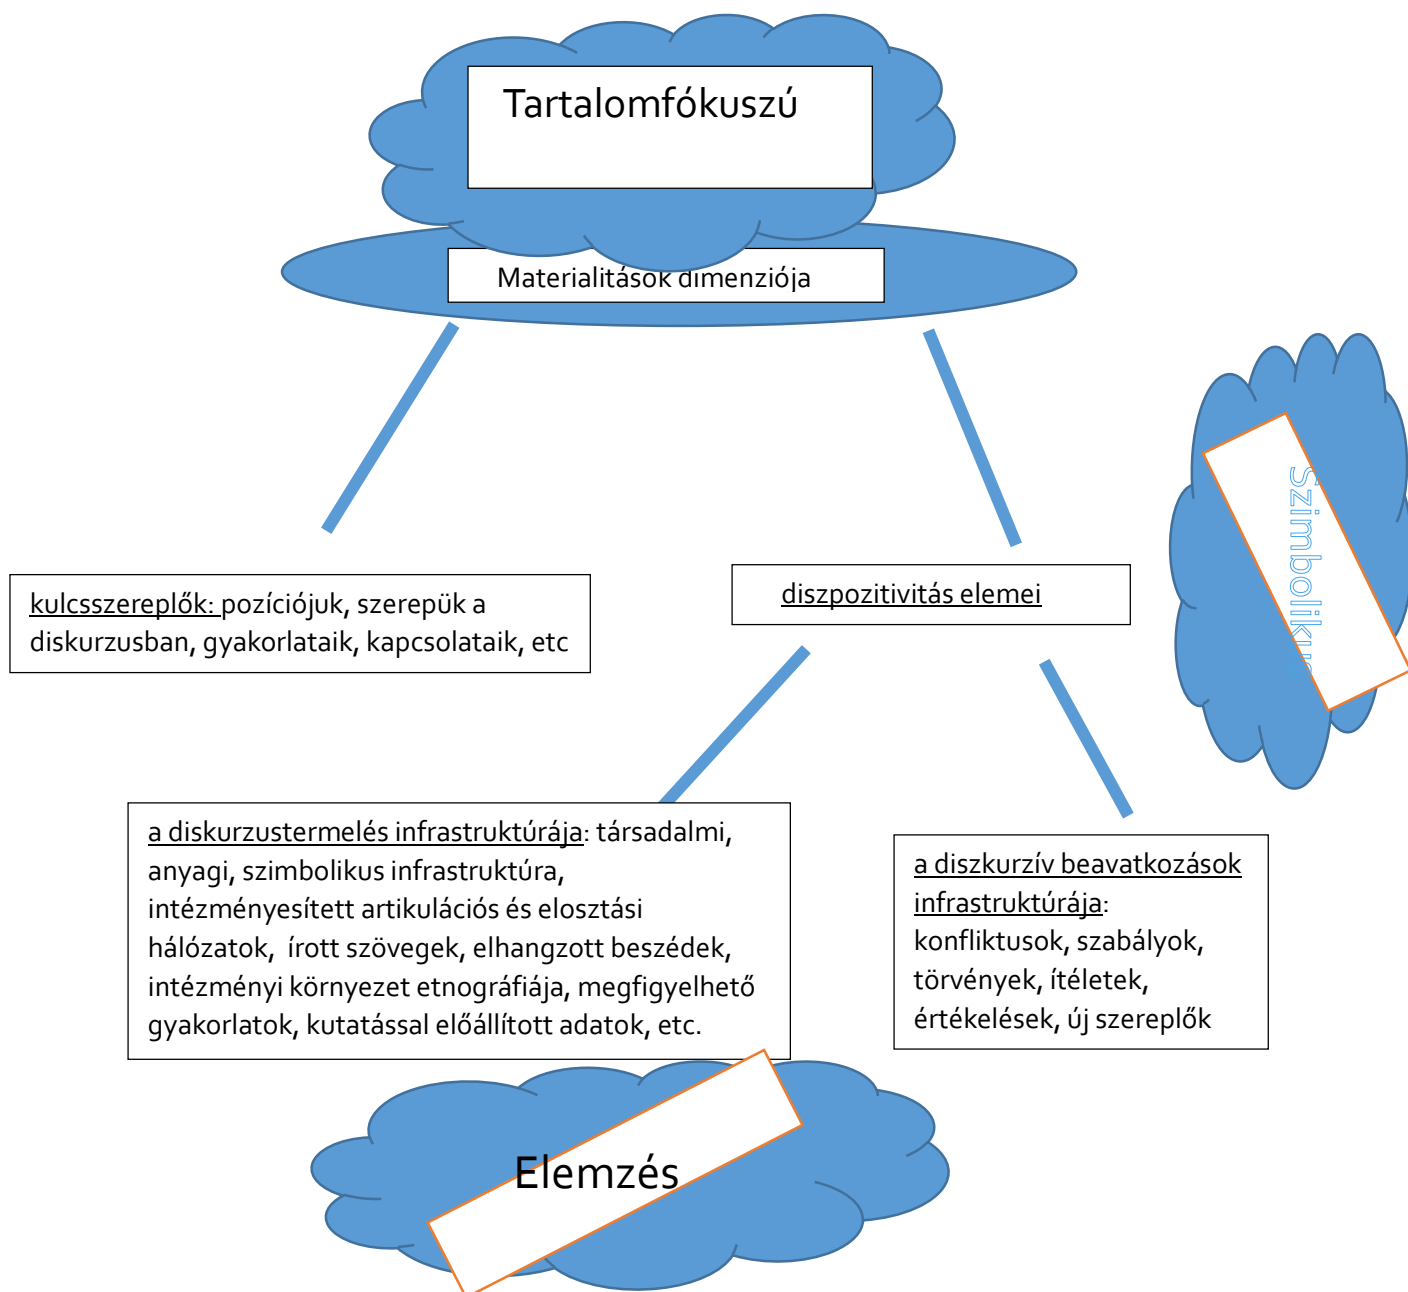 Tartalomfókuszú
Materialitások dimenziója
Szimbolikus
kulcsszereplők: pozíciójuk, szerepük a
diskurzusban, gyakorlataik, kapcsolataik, etc
diszpozitivitás elemei
a diskurzustermelés infrastruktúrája: társadalmi,
anyagi, szimbolikus infrastruktúra,
intézményesített artikulációs és elosztási
hálózatok, írott szövegek, elhangzott beszédek,
intézményi környezet etnográfiája, megfigyelhető
gyakorlatok, kutatással előállított adatok, etc.
a diszkurzív beavatkozások
infrastruktúrája:
konfliktusok, szabályok,
törvények, ítéletek,
értékelések, új szereplők
Elemzés